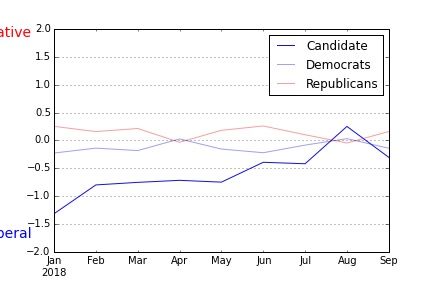 ative
2.0
1.5
1.0
0.5
0.0
−0.5
−1.0
−1.5
−2.0
peral
Candidate
Democrats
Republicans
Jan Feb Mar Apr May Jun Jul Aug Sep
2018